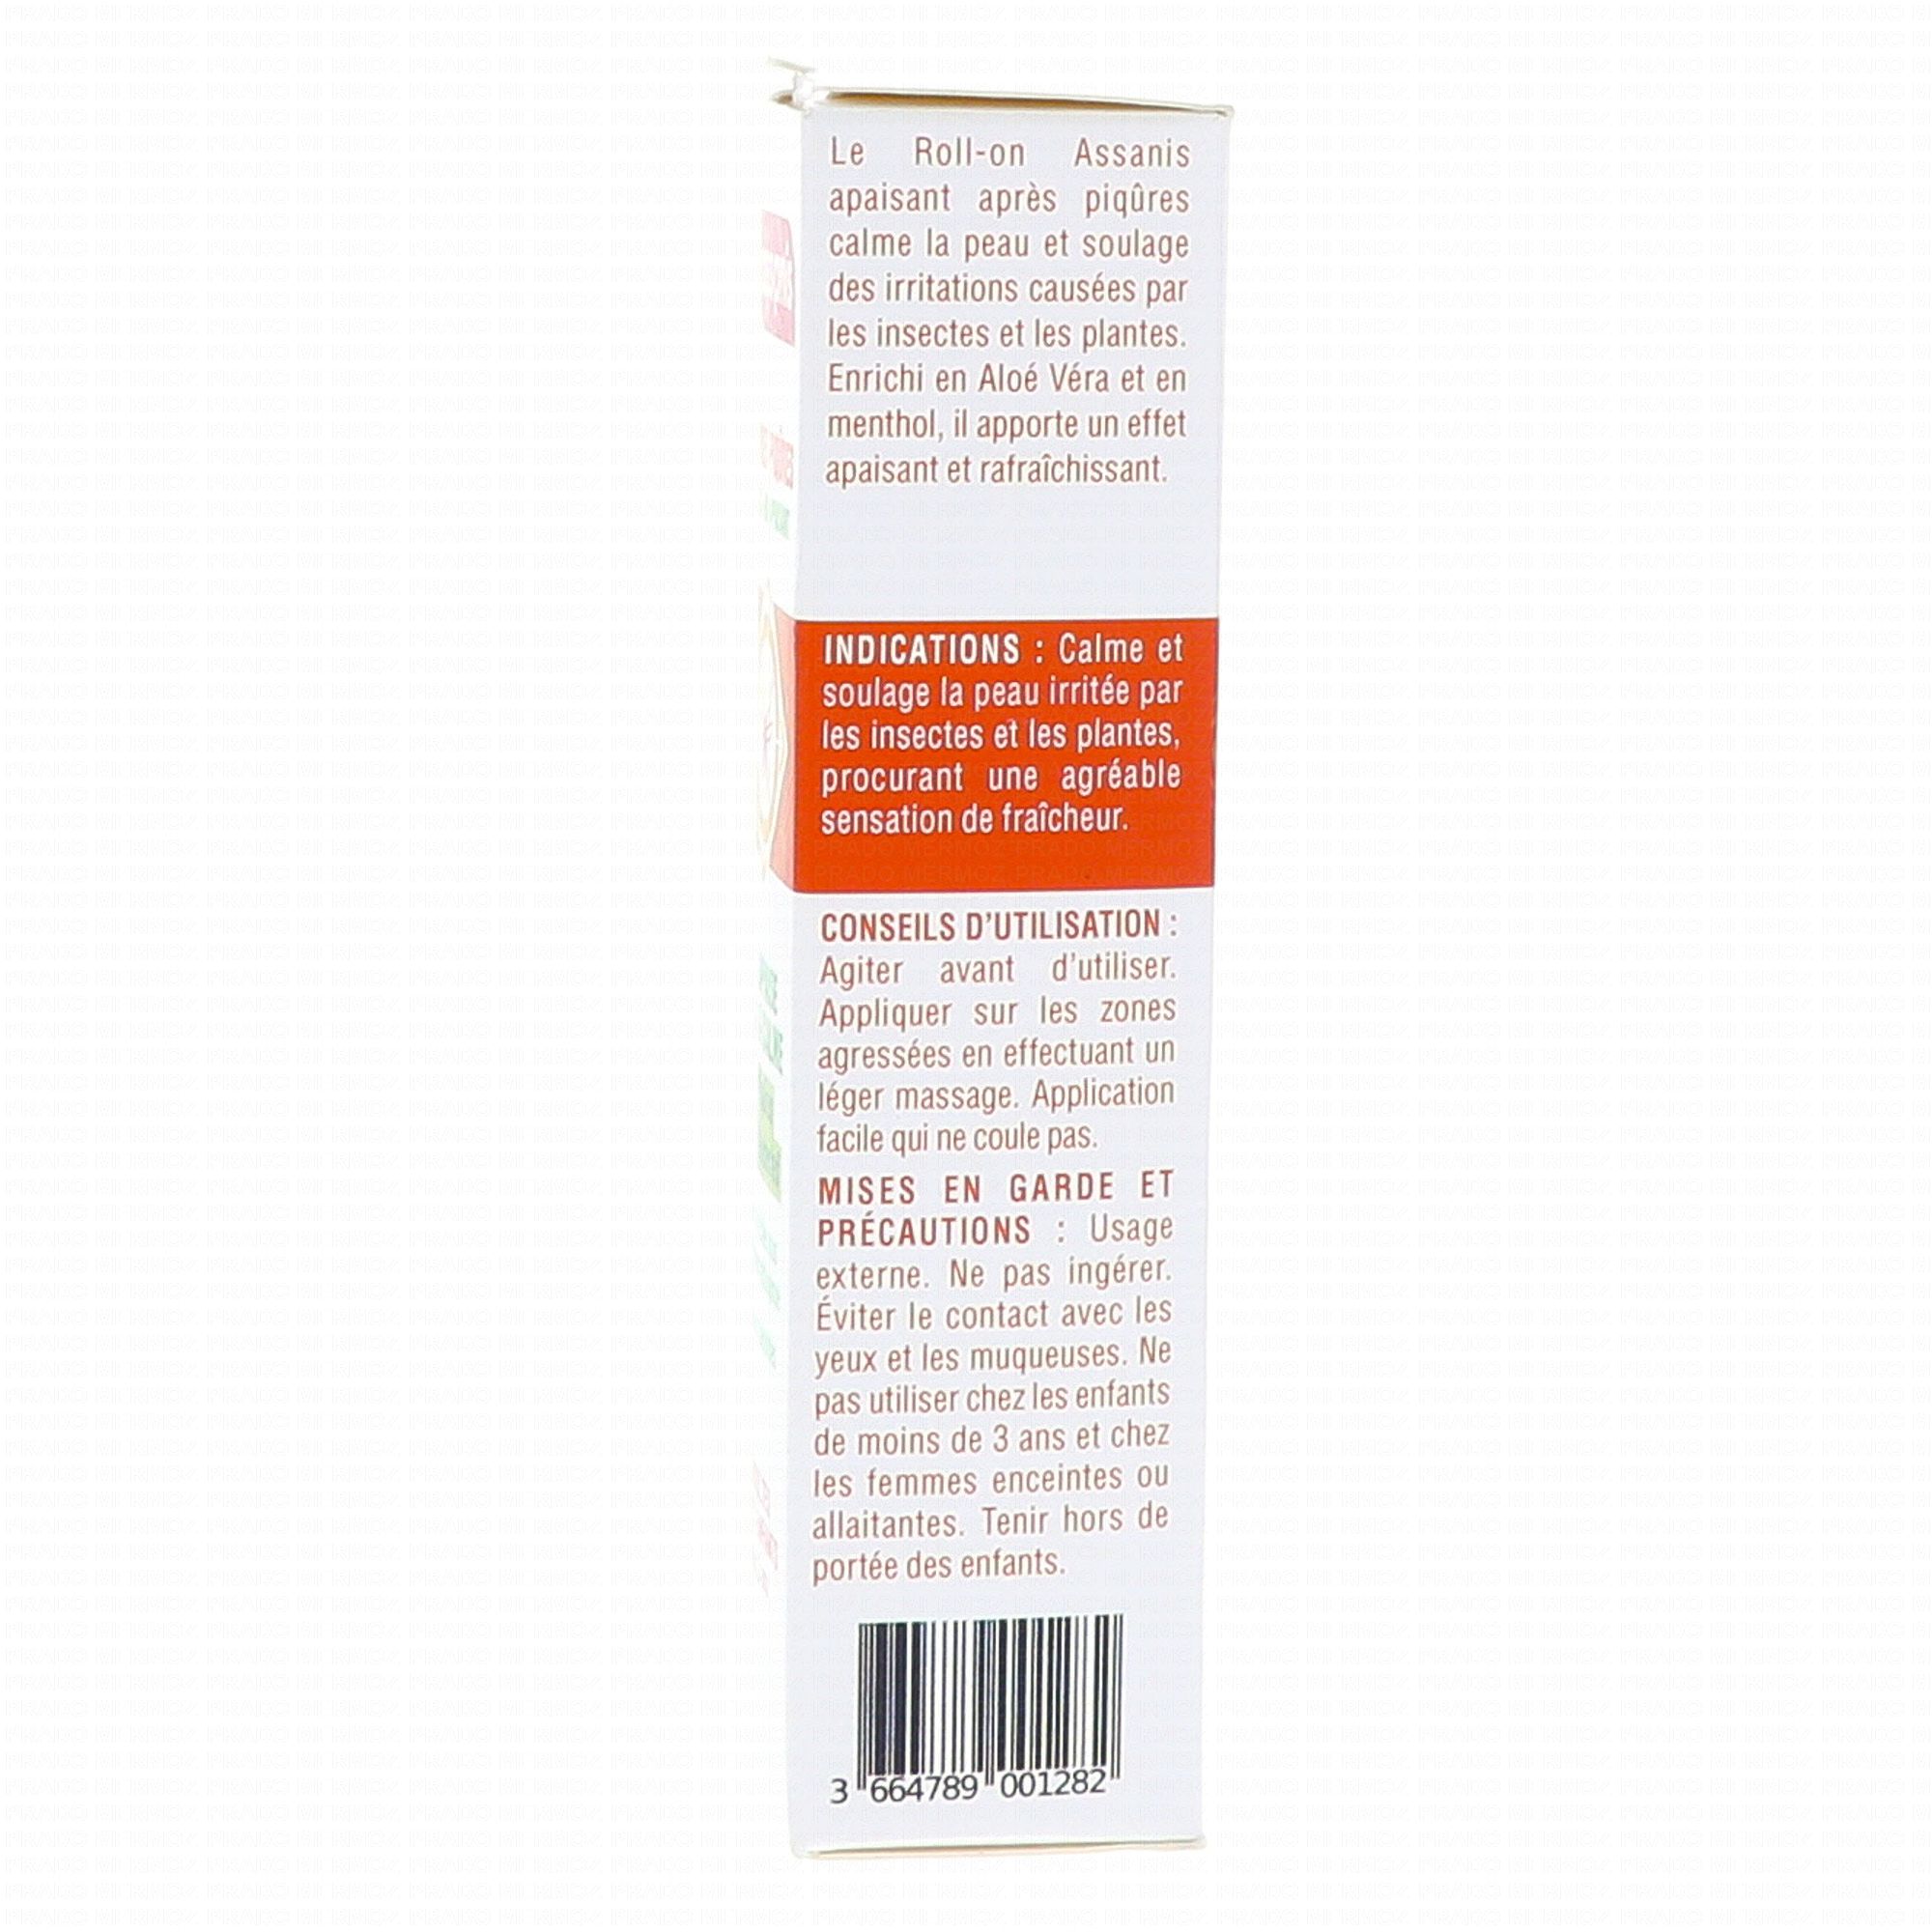 Le Roll-on Assanis
apaisant après piqûres
calme la peau et soulage
des irritations causées par
les insectes et les plantes.
Enrichi en Aloé Véra et en
menthol, il apporte un effet
apaisant et rafraîchissant.
INDICATIONS : Calme et
soulage la peau irritée par
les insectes et les plantes,
procurant une agréable
sensation de fraîcheur.
CONSEILS D'UTILISATION :
Agiter avant d'utiliser.
Appliquer sur les zones
agressées en effectuant un
léger massage. Application
facile qui ne coule pas.
MISES EN GARDE ET
PRÉCAUTIONS : Usage
externe. Ne pas ingérer.
Éviter le contact avec les
yeux et les muqueuses. Ne
pas utiliser chez les enfants
de moins de 3 ans et chez
les femmes enceintes ou
allaitantes. Tenir hors de
portée des enfants.
3 664789 001282